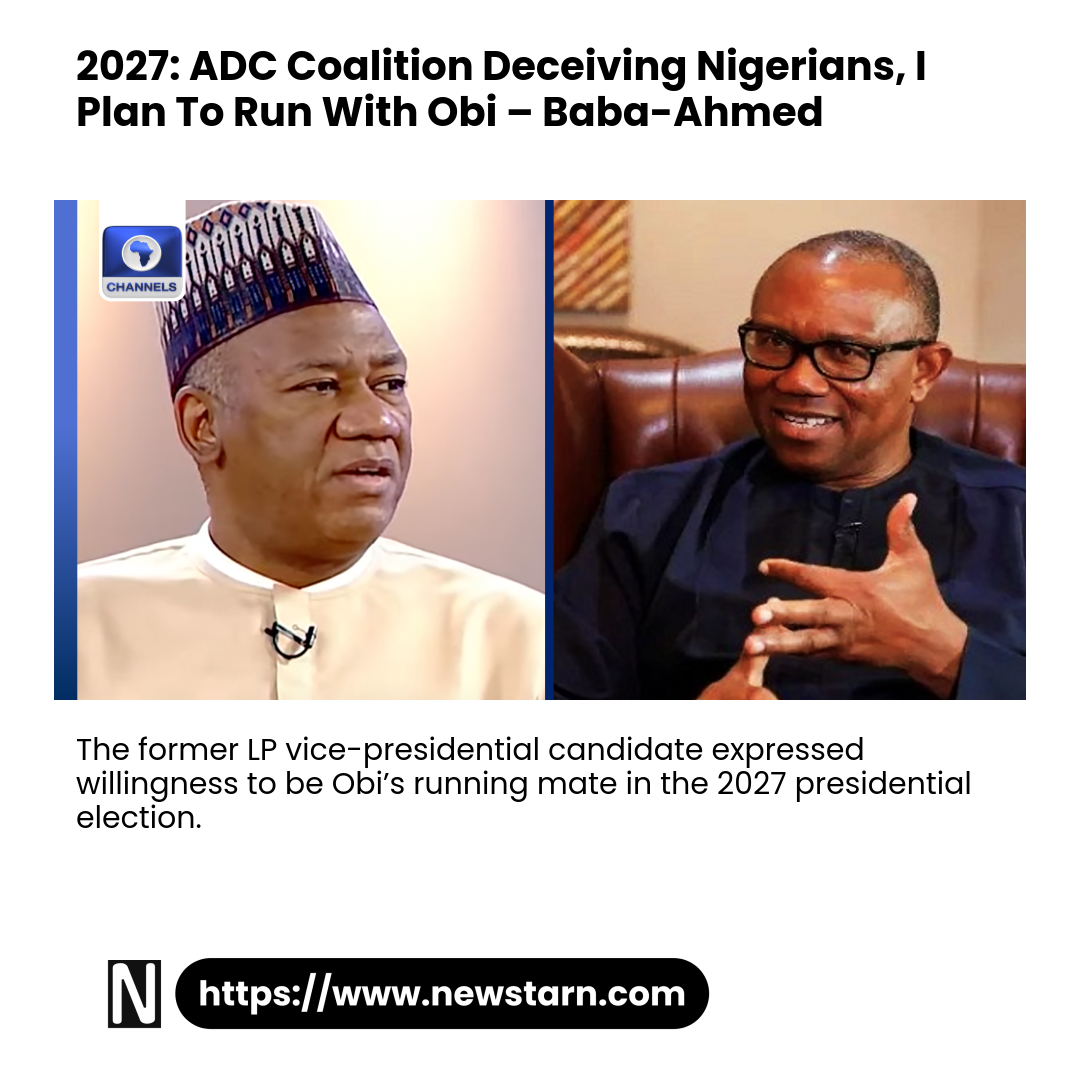 2027: ADC Coalition Deceiving Nigerians, I
Plan To Run With Obi – Baba-Ahmed
CHANNELS
The former LP vice-presidential candidate expressed
willingness to be Obi’s running mate in the 2027 presidential
election.
N
https://www.newstarn.com